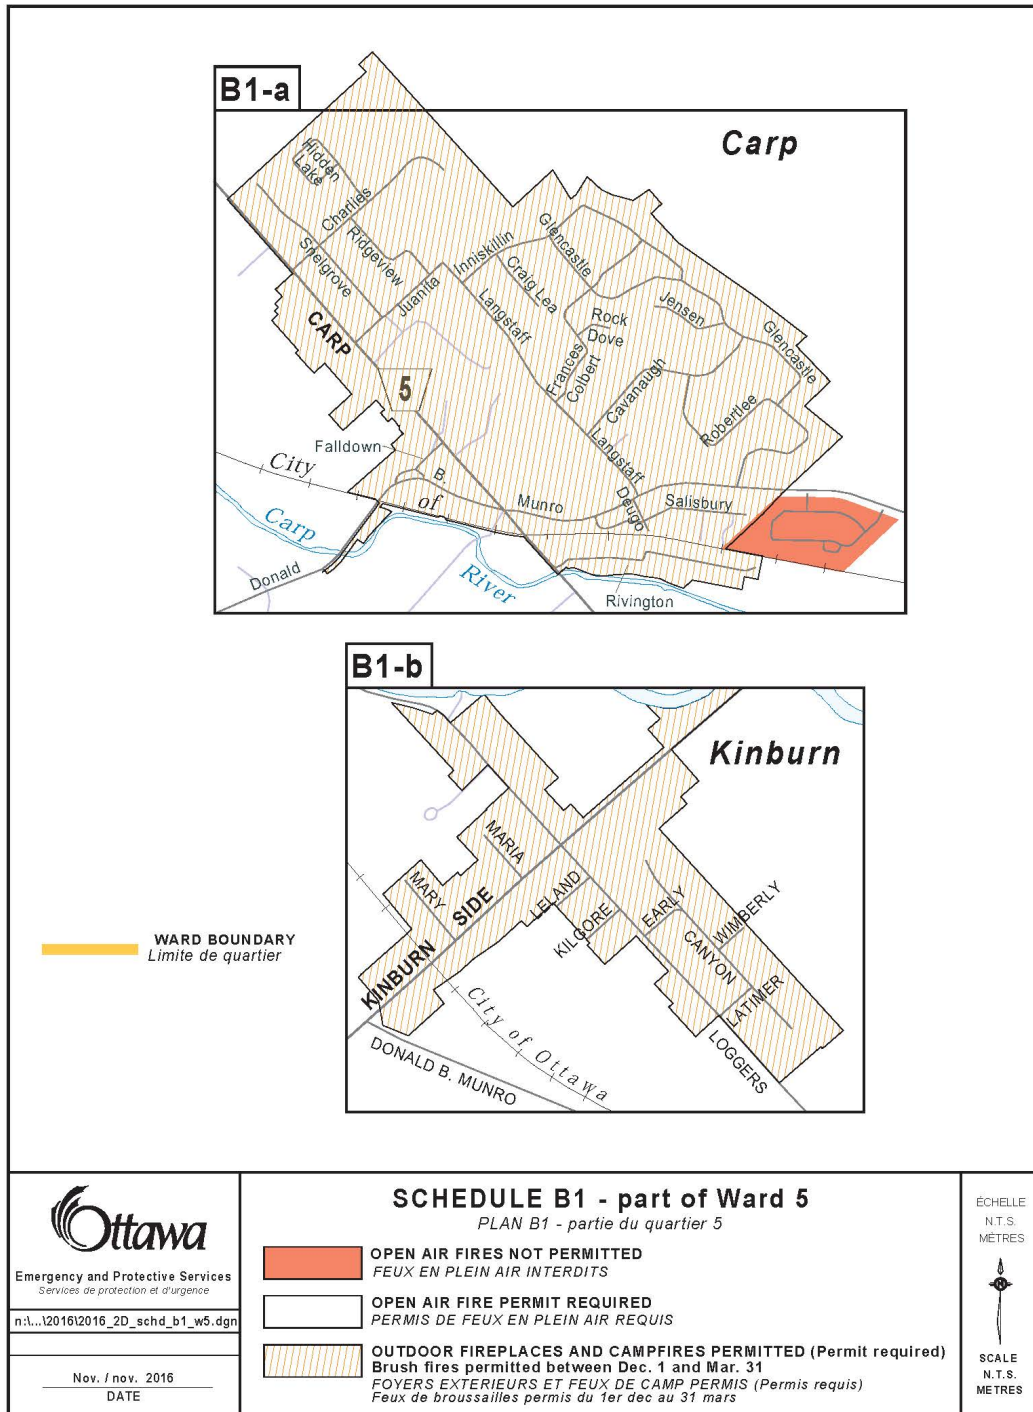 B1-a
Carp
Hidden
Lake
Charlies
Snelgrove
Ridgeview
Juanita
Inniskillin
Glencastle
Craig Lea
Langstaff
Jensen
Rock
Dove
Glencastle
Frances
Colbert
Cavanaugh
Robertlee
CARP
5
Falldown
Langstaff
City
of
B.
Munro
Deugo
Salisbury
Carp
River
Donald
Rivington
B1-b
Kinburn
MARIA
MARY
SIDE
KINBURN
LELAND
KILGORE
EARLY
WIMBERLY
CANYON
LATIMER
LOGGERS
City of Ottawa
DONALD B. MUNRO
WARD BOUNDARY
Limite de quartier
Ottawa
Emergency and Protective Services
Services de protection et d'urgence
n:\...\2016\2016_2D_schd_b1_w5.dgn
Nov. / nov. 2016
DATE
SCHEDULE B1 - part of Ward 5
PLAN B1 - partie du quartier 5
OPEN AIR FIRES NOT PERMITTED
FEUX EN PLEIN AIR INTERDITS
OPEN AIR FIRE PERMIT REQUIRED
PERMIS DE FEUX EN PLEIN AIR REQUIS
OUTDOOR FIREPLACES AND CAMPFIRES PERMITTED (Permit required)
Brush fires permitted between Dec. 1 and Mar. 31
FOYERS EXTERIEURS ET FEUX DE CAMP PERMIS (Permis requis)
Feux de broussailles permis du 1er dec au 31 mars
ÉCHELLE
N.T.S.
MÈTRES
SCALE
N.T.S.
METRES